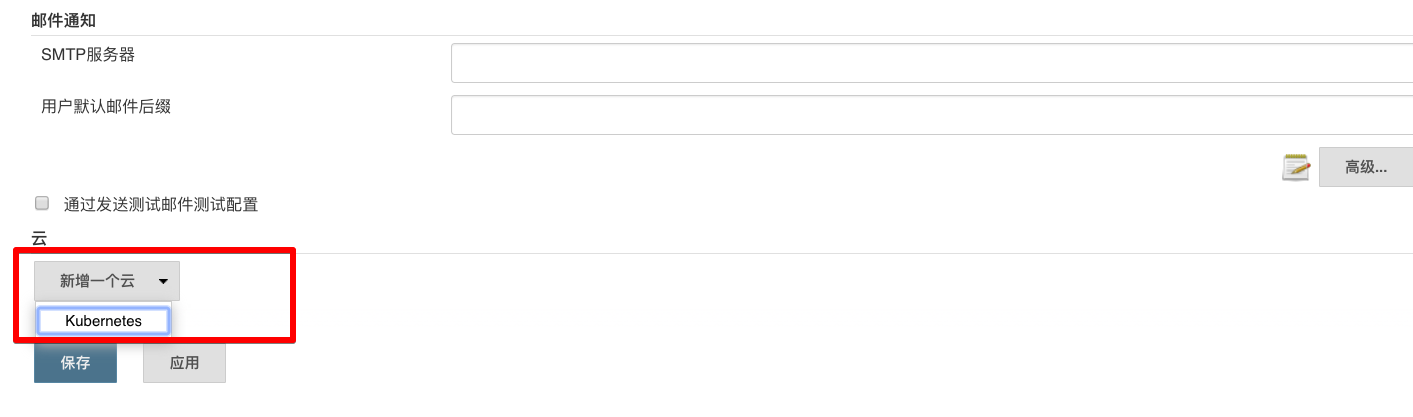 邮件通知
SMTP服务器
用户默认邮件后缀
高级...
通过发送测试邮件测试配置
云
新增一个云
Kubernetes
保存 应用